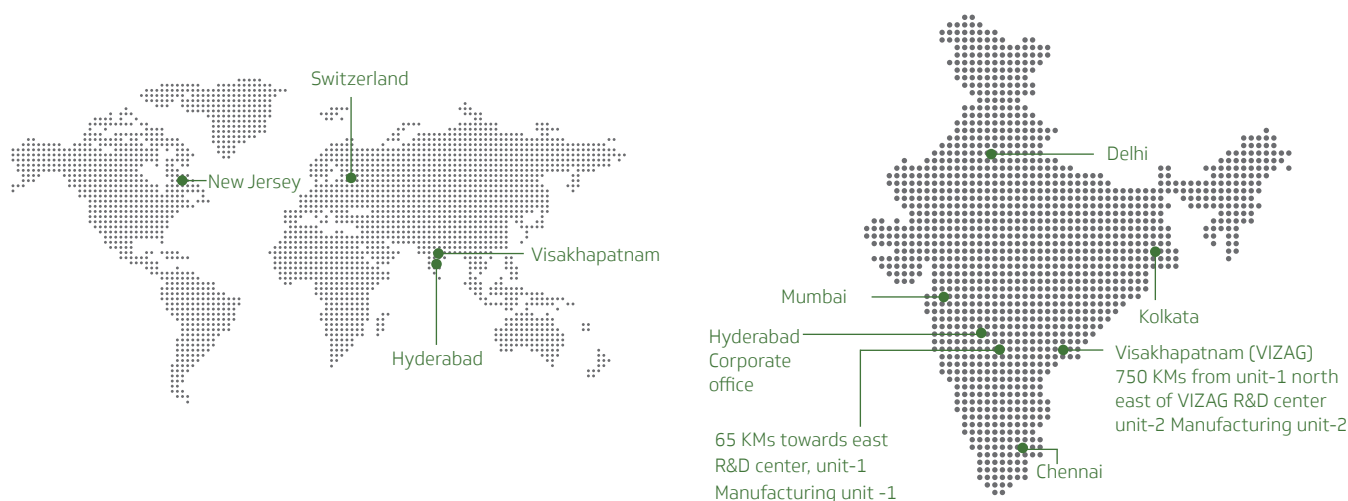 Switzerland
New Jersey
Visakhapatnam
Hyderabad
Delhi
Mumbai
Kolkata
Hyderabad
Corporate
office
Visakhapatnam (VIZAG)
750 KMs from unit-1 north
east of VIZAG R&D center
unit-2 Manufacturing unit-2
65 KMs towards east
R&D center, unit-1
Manufacturing unit -1
Chennai